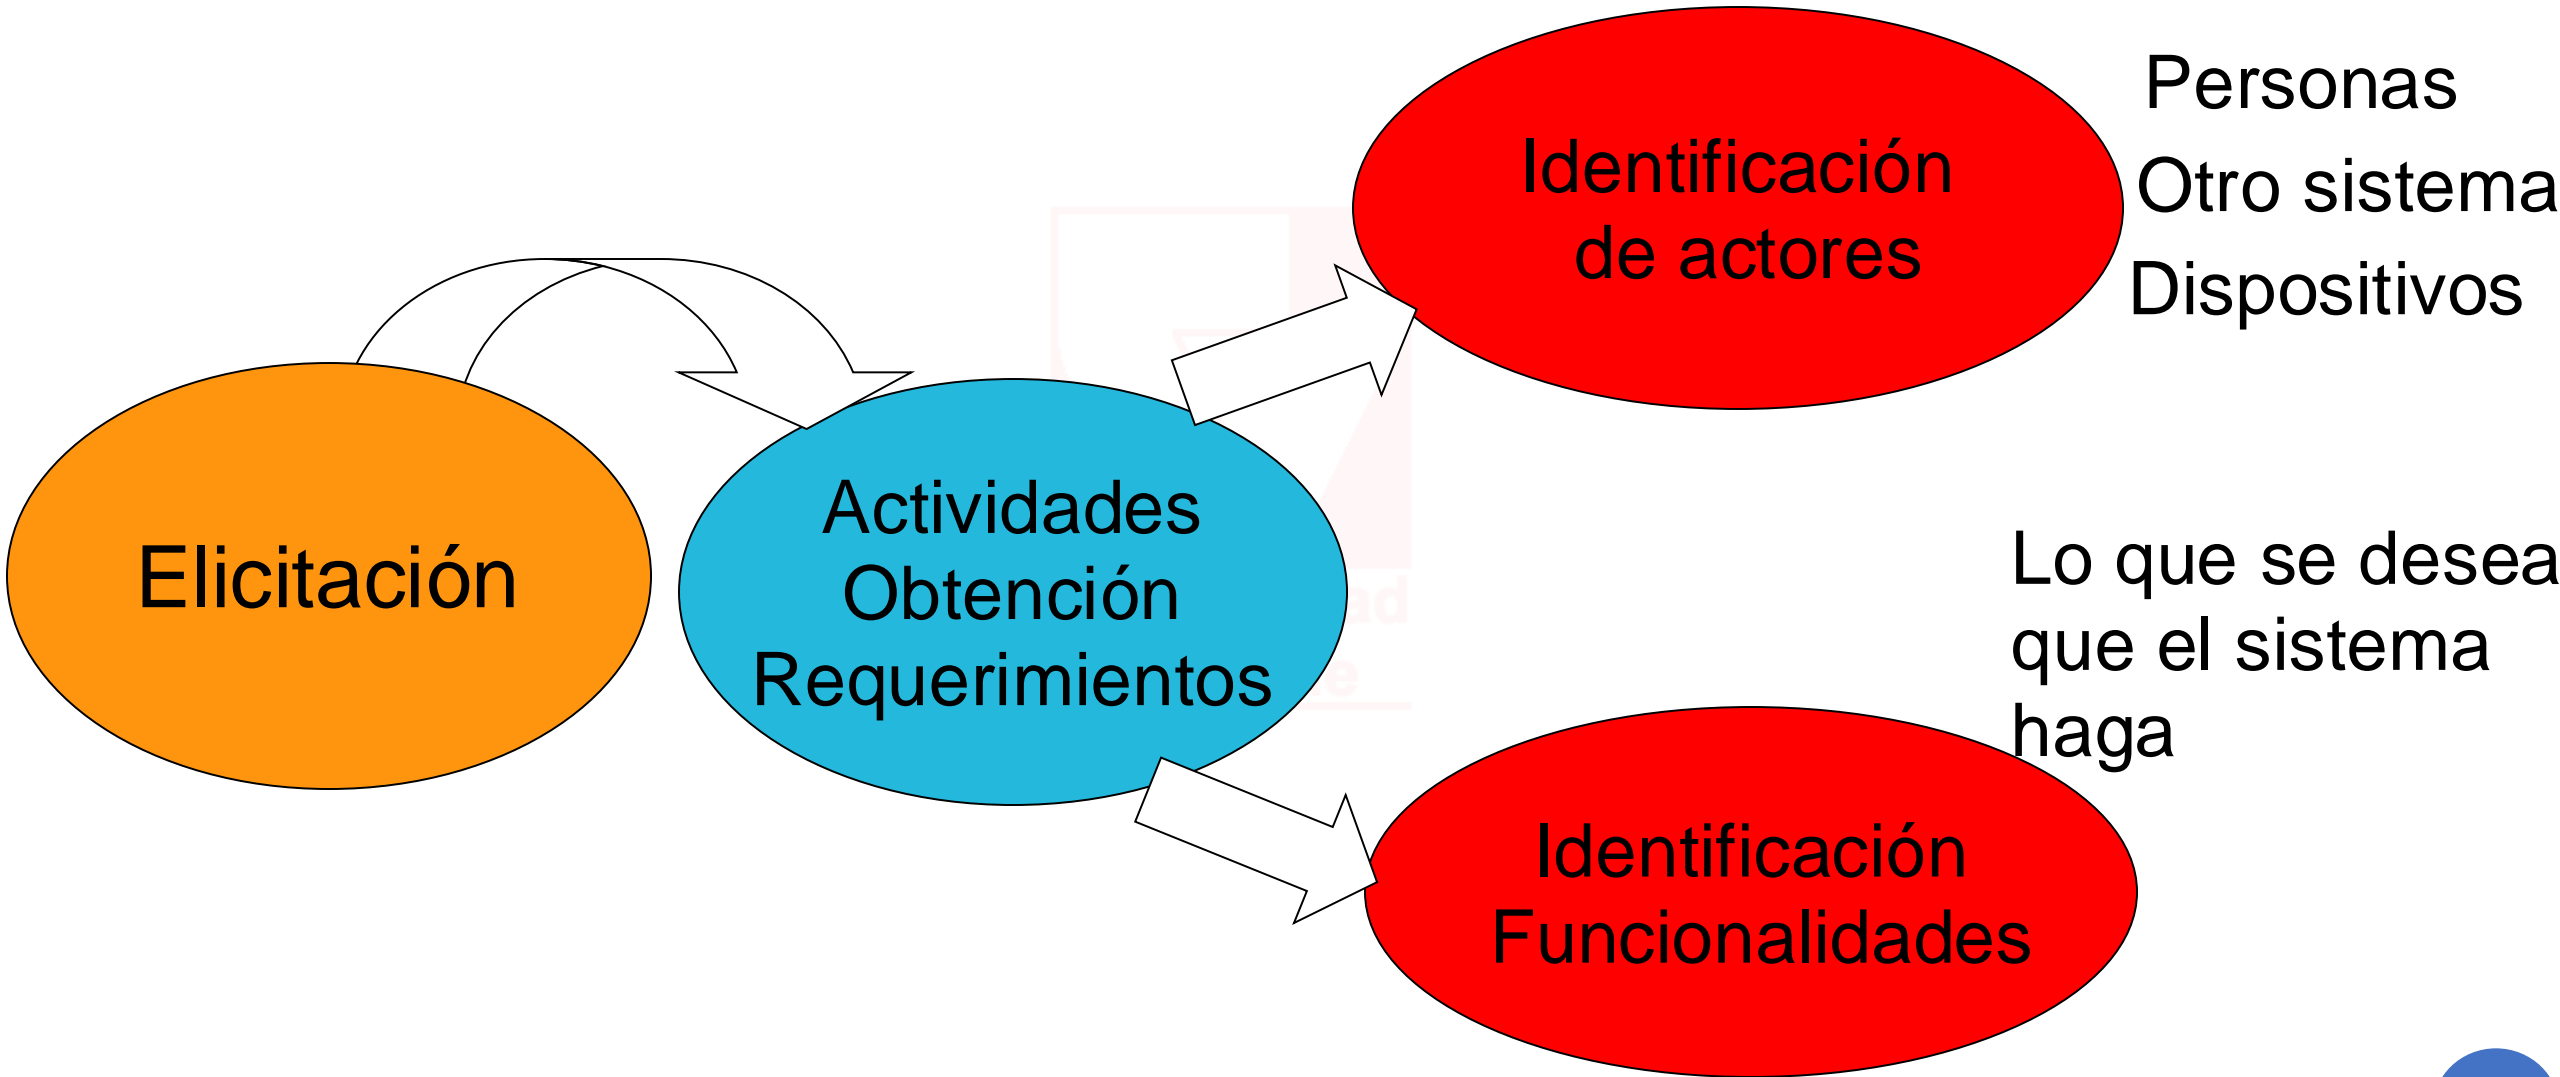 Elicitación
Actividades
Obtención
Requerimientos
Identificación
de actores
Personas
Otro sistema
Dispositivos
Lo que se desea
que el sistema
haga
Identificación
Funcionalidades